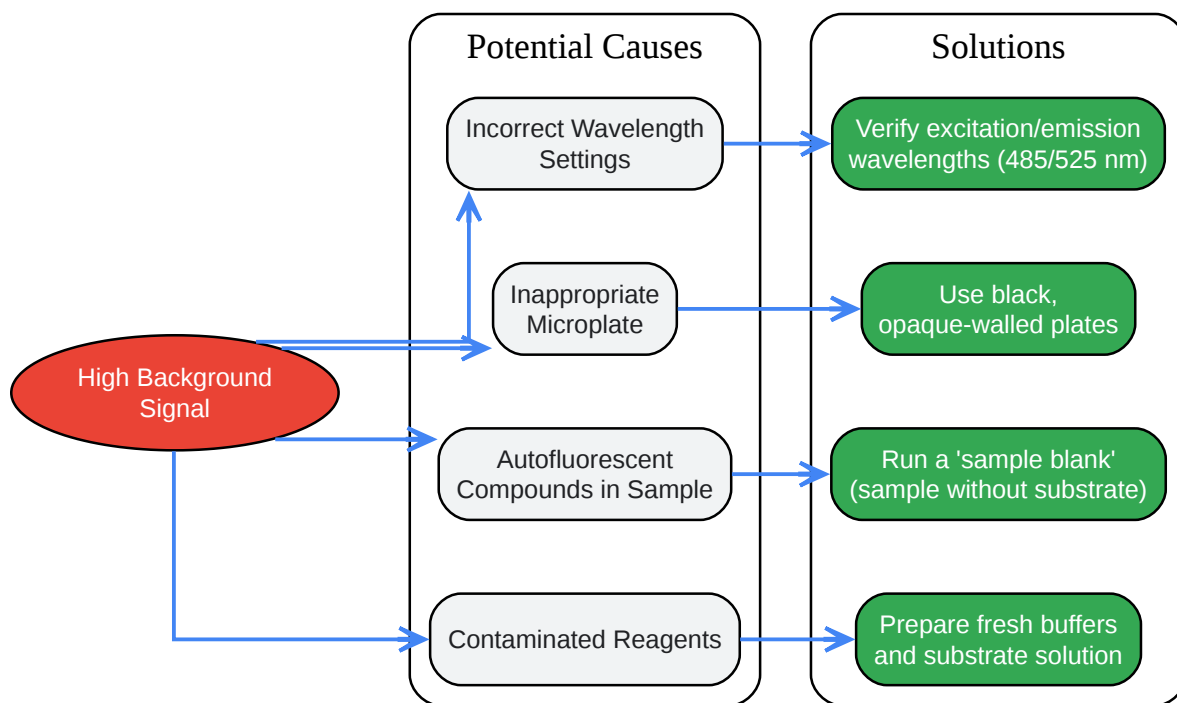 Potential Causes
Solutions
Incorrect Wavelength
Settings
Verify excitation/emission
wavelengths (485/525 nm)
Inappropriate
Microplate
Use black,
opaque-walled plates
High Background
Signal
Autofluorescent
Compounds in Sample
Run a 'sample blank'
(sample without substrate)
Contaminated Reagents
Prepare fresh buffers
and substrate solution